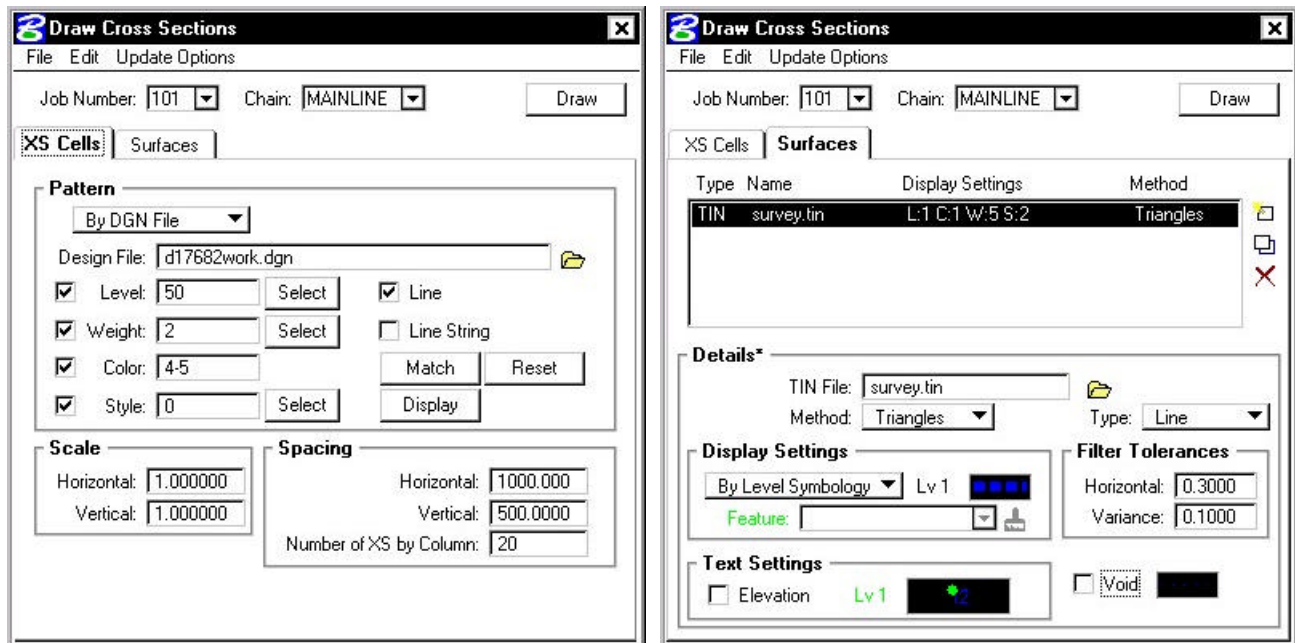 Draw Cross Sections
File Edit Update Options
Job Number: 101 Chain: MAINLINE Draw
XS Cells Surfaces
Pattern
By DGN File
Design File: d17682work.dgn
Level: 50 Select Line
Weight: 2 Select Line String
Color: 4-5 Match Reset
Style: 0 Select Display
Scale
Horizontal: 1.000000
Vertical: 1.000000
Spacing
Horizontal: 1000.000
Vertical: 500.0000
Number of XS by Column: 20
Draw Cross Sections
File Edit Update Options
Job Number: 101 Chain: MAINLINE Draw
XS Cells Surfaces
Type Name Display Settings Method
TIN survey.tin L:1 C:1 W:5 S:2 Triangles
Details*
TIN File: survey.tin
Method: Triangles Type: Line
Display Settings
By Level Symbology Lv 1
Feature:
Filter Tolerances
Horizontal: 0.3000
Variance: 0.1000
Text Settings
Elevation Lv 1
Void